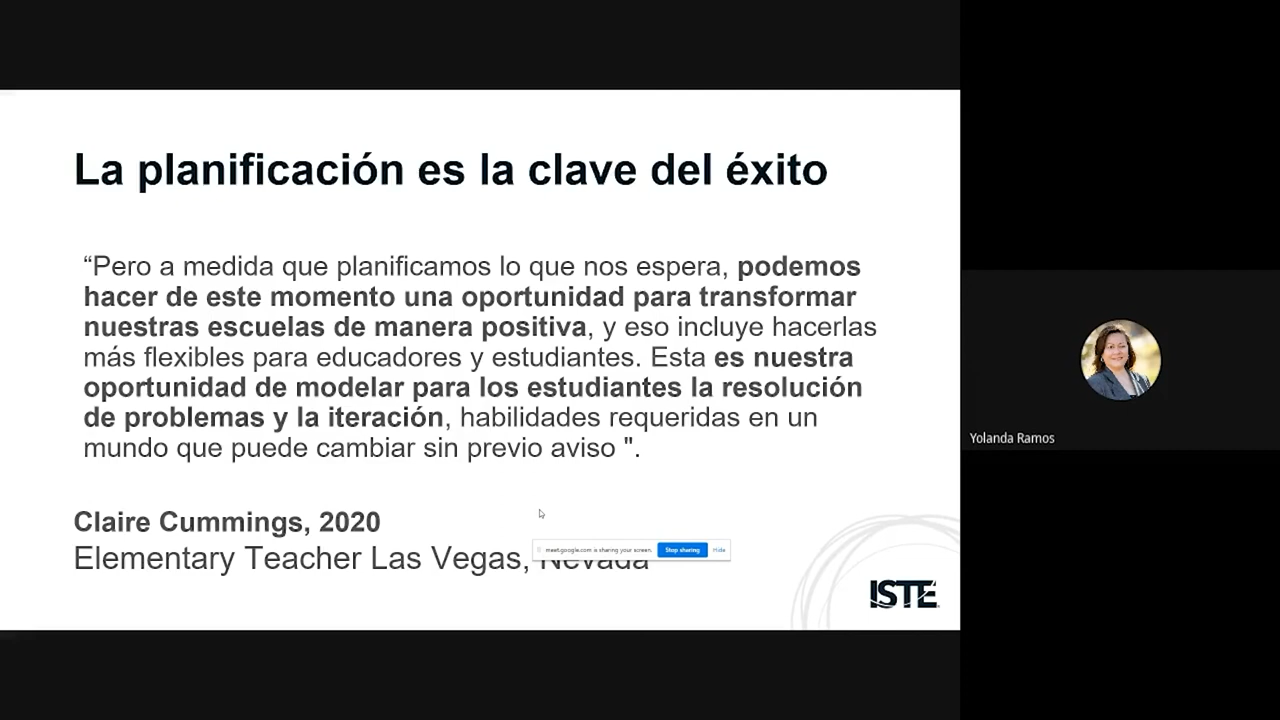 La planificación es la clave del éxito
“Pero a medida que planificamos lo que nos espera, podemos
hacer de este momento una oportunidad para transformar
nuestras escuelas de manera positiva, y eso incluye hacerlas
más flexibles para educadores y estudiantes. Esta es nuestra
oportunidad de modelar para los estudiantes la resolución
de problemas y la iteración, habilidades requeridas en un
mundo que puede cambiar sin previo aviso ".
Claire Cummings, 2020
Elementary Teacher Las Vegas, Nevada
meet.google.com is sharing your screen. Stop sharing Hide
ISTE
Yolanda Ramos